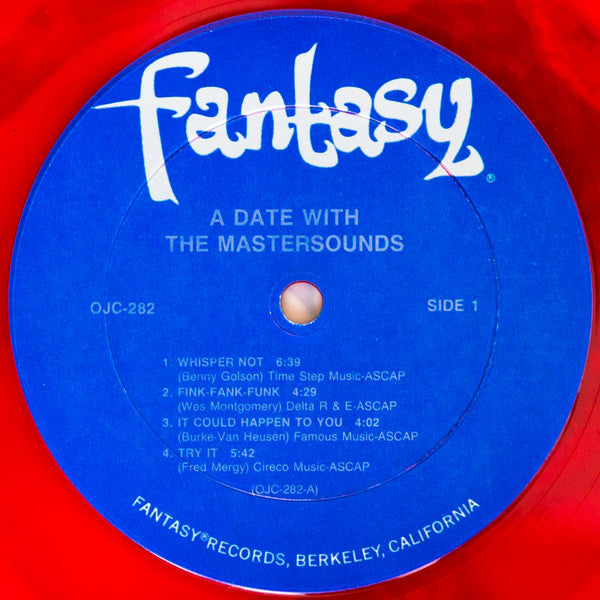 Fantasy®
A DATE WITH
THE MASTERSOUNDS
OJC-282
SIDE 1
1. WHISPER NOT 6:39
(Benny Golson) Time Step Music-ASCAP
2. FINK-FANK-FUNK 4:29
(Wes Montgomery) Delta R & E-ASCAP
3. IT COULD HAPPEN TO YOU 4:02
(Burke-Van Heusen) Famous Music-ASCAP
4. TRY IT 5:42
(Fred Mergy) Cireco Music-ASCAP
(OJC-282-A)
FANTASY® RECORDS, BERKELEY, CALIFORNIA